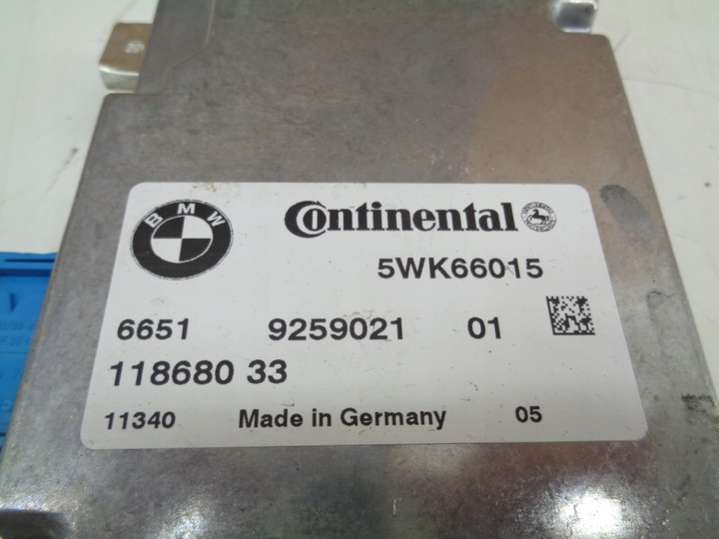 BMW
Continental
5WK66015
6651 9259021 01
118680 33
11340 Made in Germany 05